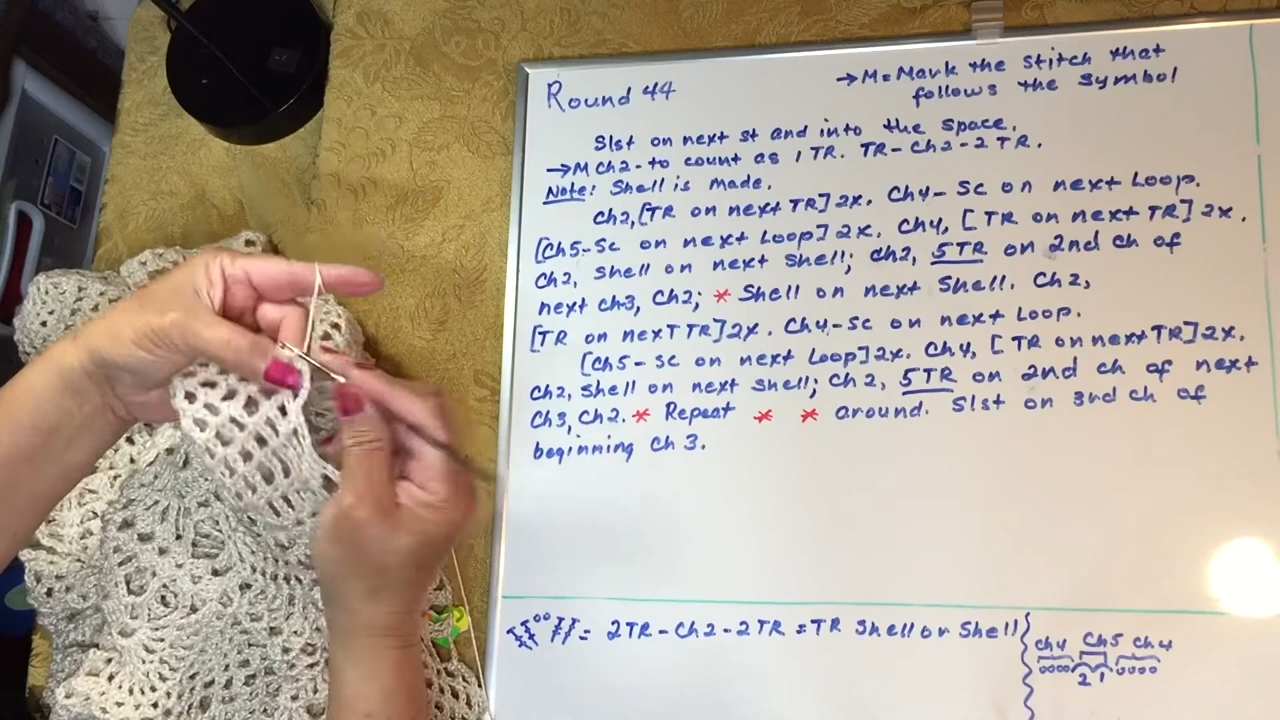 Round 44
→M=Mark the stitch that
follows the symbol
Slst on next st and into the space.
→M Ch2-to count as 1 TR. TR-Ch2-2 TR.
Note: Shell is made.
Ch2,[TR on next TR]2x. Ch4-Sc on next Loop.
[Ch5-Sc on next Loop]2x. Ch4,[TR on next TR]2x.
Ch2, Shell on next shell; Ch2, 5TR on 2nd ch of
next ch3, Ch2; * Shell on next Shell. Ch2,
[TR on nexT TR]2x. Ch4-Sc on next Loop.
[Ch5-Sc on next Loop]2x. Ch4,[TR on next TR]2x.
Ch2, Shell on next shell; Ch2, 5TR on 2nd ch of next
Ch3, Ch2. * Repeat * * around. Slst on 3rd ch of
beginning Ch 3.
= 2TR-Ch2-2TR = TR Shell or Shell
Ch4 Ch5 Ch4
2 1